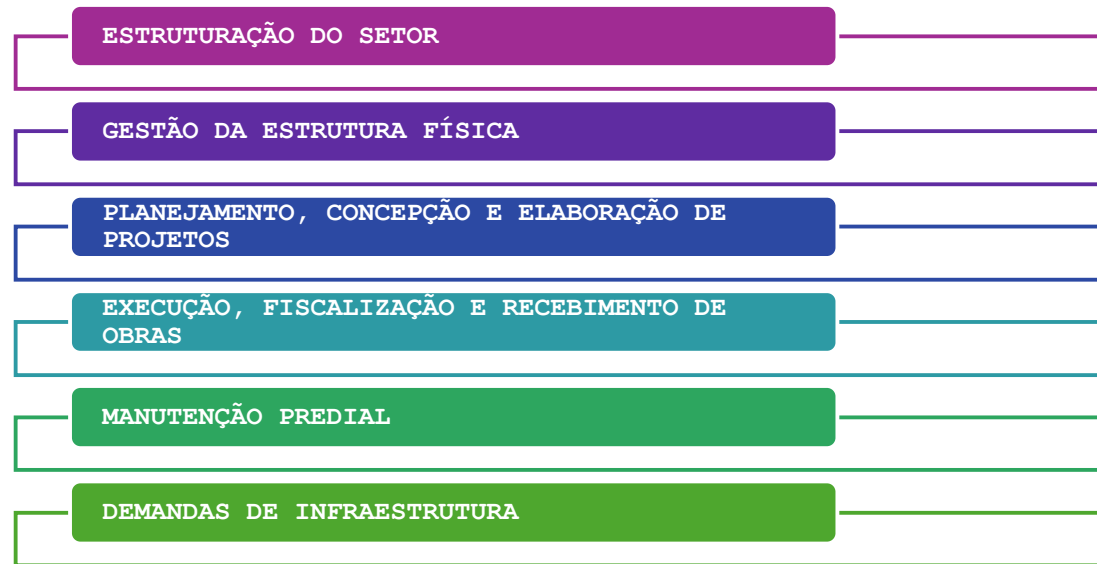 ESTRUTURAÇÃO DO SETOR
GESTÃO DA ESTRUTURA FÍSICA
PLANEJAMENTO, CONCEPÇÃO E ELABORAÇÃO DE
PROJETOS
EXECUÇÃO, FISCALIZAÇÃO E RECEBIMENTO DE
OBRAS
MANUTENÇÃO PREDIAL
DEMANDAS DE INFRAESTRUTURA